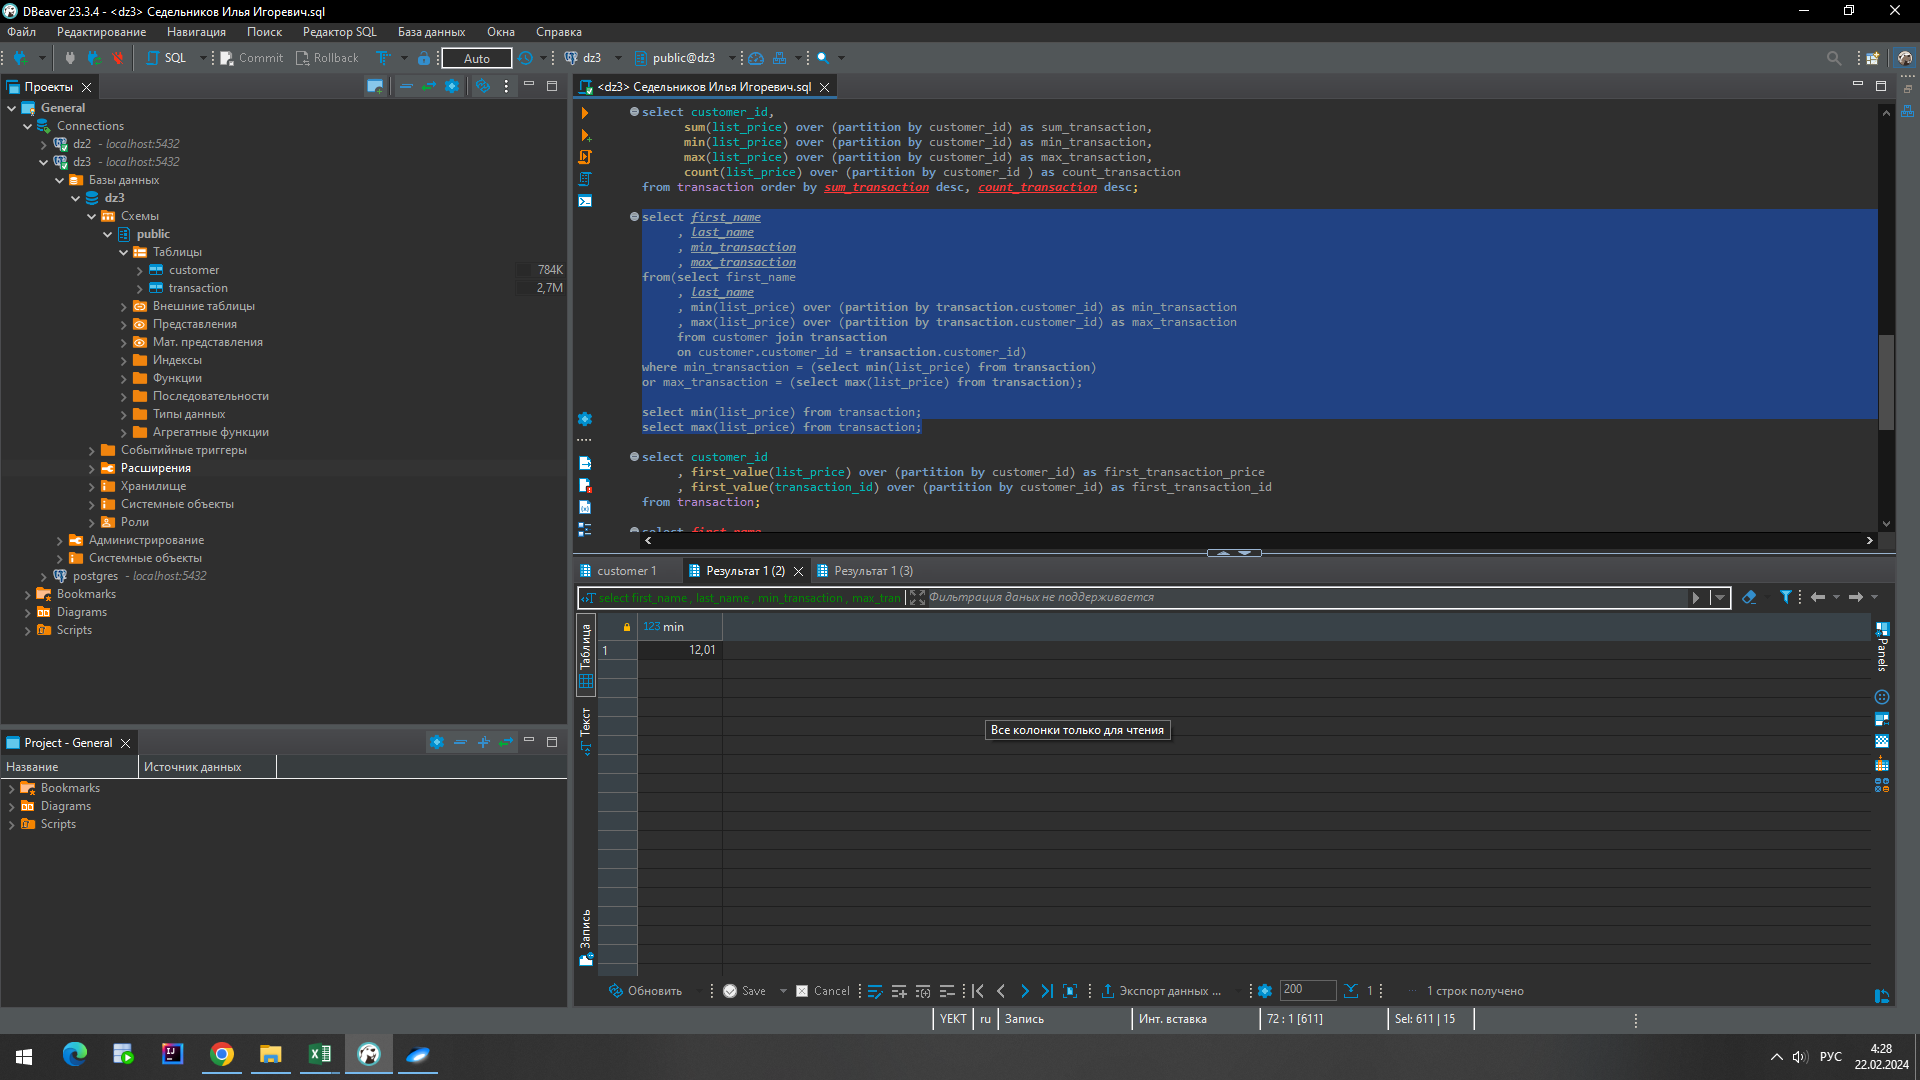 DBeaver 23.3.4 - <dz3> Седельников Илья Игоревич.sql
Файл Редактирование Навигация Поиск Редактор SQL База данных Окна Справка
SQL Commit Rollback Auto dz3 public@dz3
Проекты
General
Connections
dz2 - localhost:5432
dz3 - localhost:5432
Базы данных
dz3
Схемы
public
Таблицы
customer 784K
transaction 2,7M
Внешние таблицы
Представления
Мат. представления
Индексы
Функции
Последовательности
Типы данных
Агрегатные функции
Событийные триггеры
Расширения
Хранилище
Системные объекты
Роли
Администрирование
Системные объекты
postgres - localhost:5432
Bookmarks
Diagrams
Scripts
Project - General
Название Источник данных
Bookmarks
Diagrams
Scripts
<dz3> Седельников Илья Игоревич.sql
select customer_id,
sum(list_price) over (partition by customer_id) as sum_transaction,
min(list_price) over (partition by customer_id) as min_transaction,
max(list_price) over (partition by customer_id) as max_transaction,
count(list_price) over (partition by customer_id ) as count_transaction
from transaction order by sum_transaction desc, count_transaction desc;
select first_name
, last_name
, min_transaction
, max_transaction
from(select first_name
, last_name
, min(list_price) over (partition by transaction.customer_id) as min_transaction
, max(list_price) over (partition by transaction.customer_id) as max_transaction
from customer join transaction
on customer.customer_id = transaction.customer_id)
where min_transaction = (select min(list_price) from transaction)
or max_transaction = (select max(list_price) from transaction);
select min(list_price) from transaction;
select max(list_price) from transaction;
select customer_id
, first_value(list_price) over (partition by customer_id) as first_transaction_price
, first_value(transaction_id) over (partition by customer_id) as first_transaction_id
from transaction;
select first_name
customer 1 Результат 1 (2) Результат 1 (3)
select first_name , last_name , min_transaction , max_tran Фильтрация даных не поддерживается
Таблица
Текст
Запись
123 min
1 12,01
Все колонки только для чтения
Panels
Обновить Save Cancel Экспорт данных ... 200 1 1 строк получено
YEKT ru Запись Инт. вставка 72 : 1 [611] Sel: 611 | 15
РУС
4:28
22.02.2024